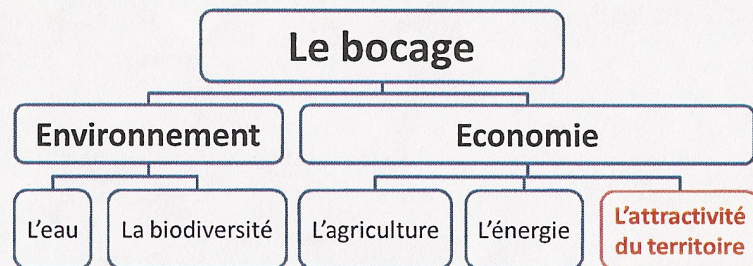 Le bocage
Environnement
Economie
L'eau
La biodiversité
L'agriculture
L'énergie
L'attractivité
du territoire